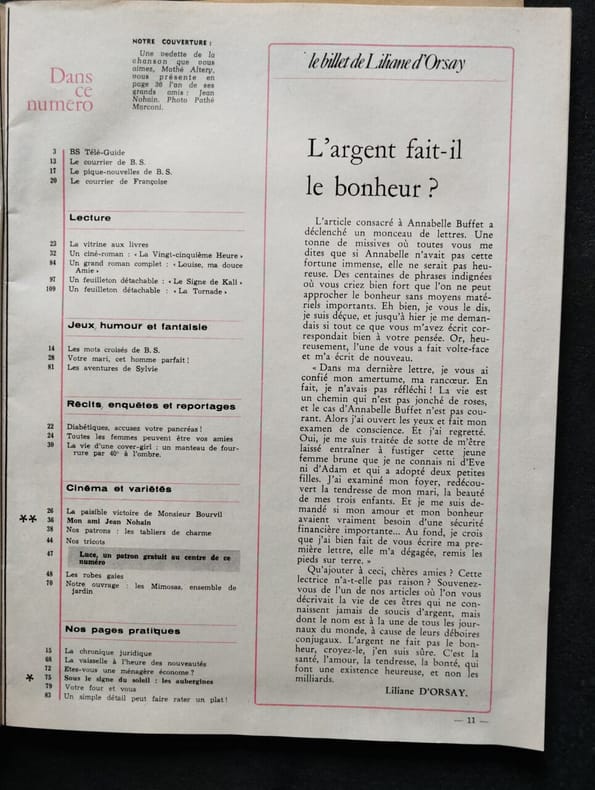 Dans
ce
numéro
NOTRE COUVERTURE :
Une vedette de la
chanson que vous
aimez, Mathé Altéry,
vous présente en
page 36 l'un de ses
grands amis : Jean
Nohain. Photo Pathé
Marconi.
3 BS Télé-Guide
13 Le courrier de B.S.
17 Le pique-nouvelles de B.S.
20 Le courrier de Françoise
Lecture
23 La vitrine aux livres
32 Un ciné-roman : « La Vingt-cinquième Heure »
84 Un grand roman complet : « Louise, ma douce
Amie »
97 Un feuilleton détachable : « Le Signe de Kali »
109 Un feuilleton détachable : « La Tornade »
Jeux, humour et fantaisie
14 Les mots croisés de B.S.
28 Votre mari, cet homme parfait !
81 Les aventures de Sylvie
Récits, enquêtes et reportages
22 Diabétiques, accusez votre pancréas !
24 Toutes les femmes peuvent être vos amies
30 La vie d'une cover-girl : un manteau de four-
rure par 40° à l'ombre.
Cinéma et variétés
26 La paisible victoire de Monsieur Bourvil
** 36 Mon ami Jean Nohain
38 Nos patrons : les tabliers de charme
44 Nos tricots
47 Luce, un patron gratuit au centre de ce
numéro
48 Les robes gaies
70 Notre ouvrage : les Mimosas, ensemble de
jardin
Nos pages pratiques
15 La chronique juridique
68 La vaisselle à l'heure des nouveautés
72 Etes-vous une ménagère économe ?
* 75 Sous le signe du soleil : les aubergines
79 Votre four et vous
83 Un simple détail peut faire rater un plat !
le billet de Liliane d'Orsay
L'argent fait-il
le bonheur ?
L'article consacré à Annabelle Buffet a
déclenché un monceau de lettres. Une
tonne de missives où toutes vous me
dites que si Annabelle n'avait pas cette
fortune immense, elle ne serait pas heu-
reuse. Des centaines de phrases indignées
où vous criez bien fort que l'on ne peut
approcher le bonheur sans moyens maté-
riels importants. Eh bien, je vous le dis,
je suis déçue, et jusqu'à hier je me deman-
dais si tout ce que vous m'avez écrit cor-
respondait bien à votre pensée. Or, heu-
reusement, l'une de vous a fait volte-face
et m'a écrit de nouveau.
« Dans ma dernière lettre, je vous ai
confié mon amertume, ma rancœur. En
fait, je n'avais pas réfléchi ! La vie est
un chemin qui n'est pas jonché de roses,
et le cas d'Annabelle Buffet n'est pas cou-
rant. Alors j'ai ouvert les yeux et fait mon
examen de conscience. Et j'ai regretté.
Oui, je me suis traitée de sotte de m'être
laissé entraîner à fustiger cette jeune
femme brune que je ne connais ni d'Eve
ni d'Adam et qui a adopté deux petites
filles. J'ai examiné mon foyer, redécou-
vert la tendresse de mon mari, la beauté
de mes trois enfants. Et je me suis de-
mandé si mon amour et mon bonheur
avaient vraiment besoin d'une sécurité
financière importante... Au fond, je crois
que j'ai bien fait de vous écrire ma pre-
mière lettre, elle m'a dégagée, remis les
pieds sur terre. »
Qu'ajouter à ceci, chères amies ? Cette
lectrice n'a-t-elle pas raison ? Souvenez-
vous de l'un de nos articles où l'on vous
décrivait la vie de ces êtres qui ne con-
naissent jamais de soucis d'argent, mais
dont le nom est à la une de tous les jour-
naux du monde, à cause de leurs déboires
conjugaux. L'argent ne fait pas le bon-
heur, croyez-le, j'en suis sûre. C'est la
santé, l'amour, la tendresse, la bonté, qui
font une existence heureuse, et non les
milliards.
Liliane D'ORSAY.
— 11 —